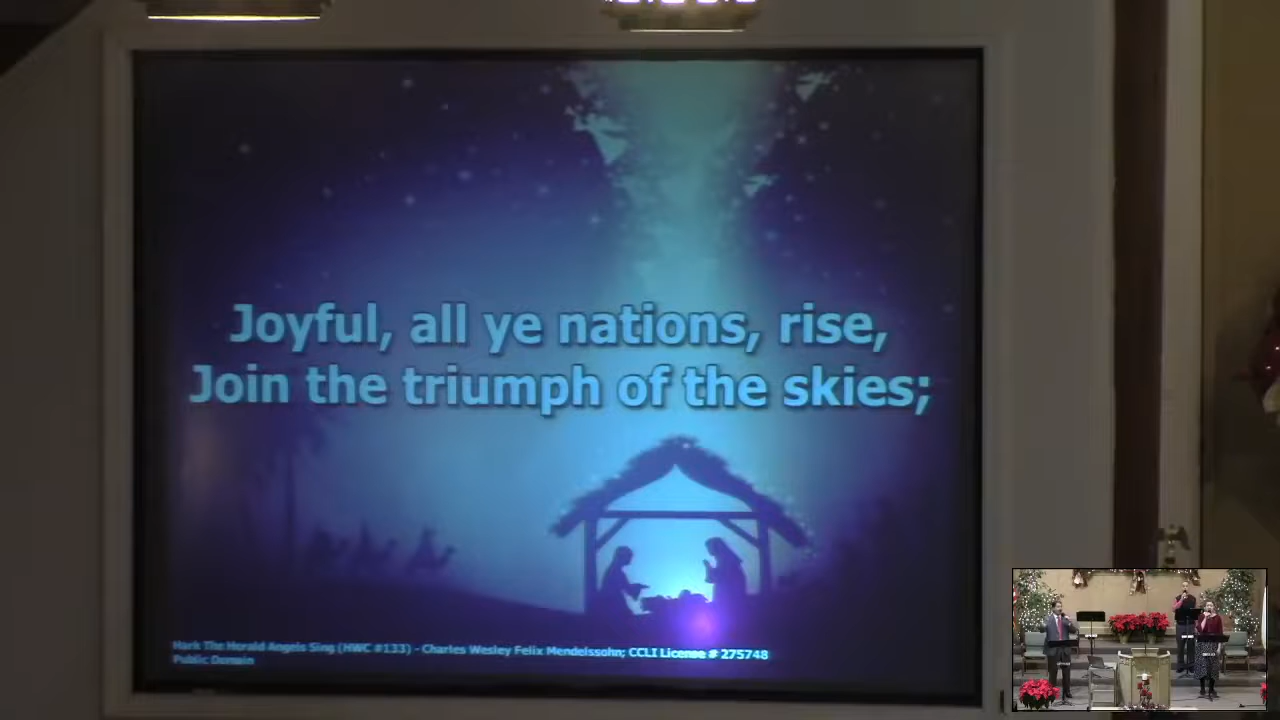 Joyful, all ye nations, rise,
Join the triumph of the skies;
Hark The Herald Angels Sing (HWC #133) - Charles Wesley Felix Mendelssohn; CCLI License # 275748
Public Domain